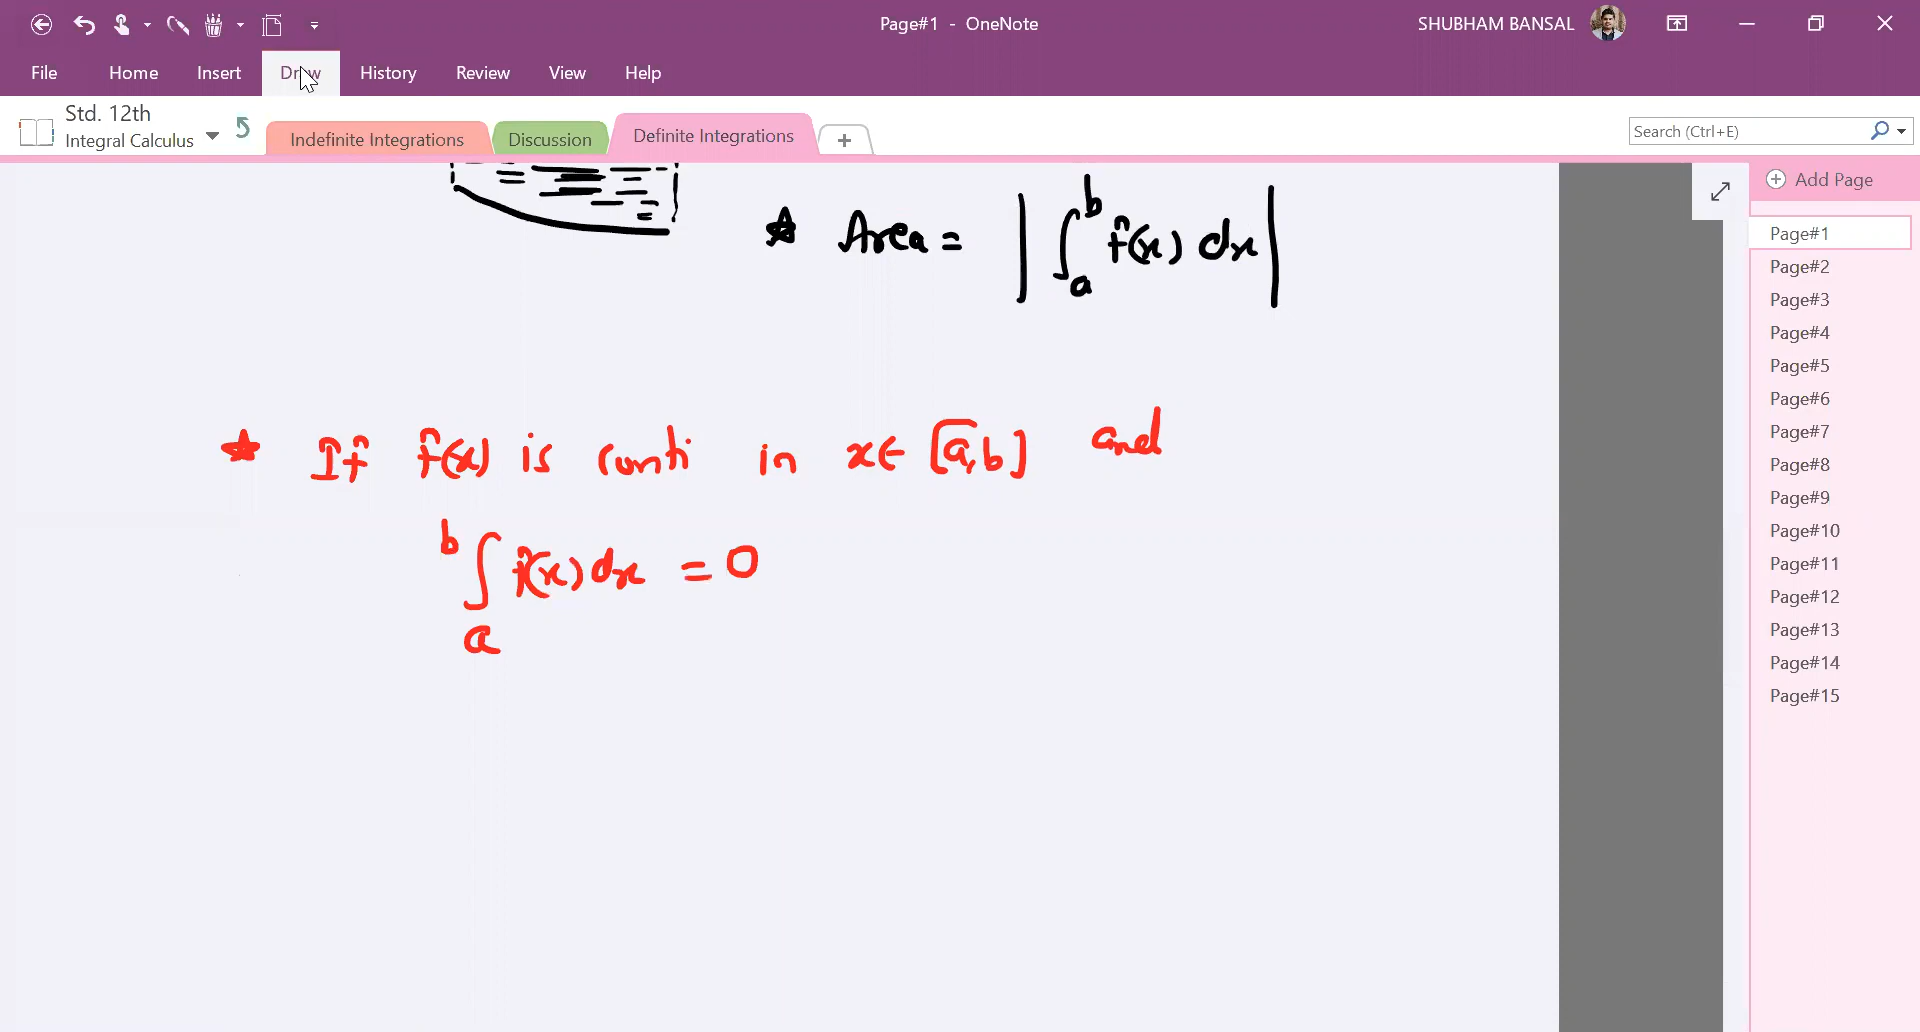 Page#1 - OneNote
SHUBHAM BANSAL
File Home Insert Draw History Review View Help
Std. 12th
Integral Calculus
Indefinite Integrations
Discussion
Definite Integrations
+
Search (Ctrl+E)
Add Page
Page#1
Page#2
Page#3
Page#4
Page#5
Page#6
Page#7
Page#8
Page#9
Page#10
Page#11
Page#12
Page#13
Page#14
Page#15
★ Area = | ∫_a^b f(x) dx |
★ If f(x) is conti in x∈ [a,b] and
∫_a^b f(x) dx = 0